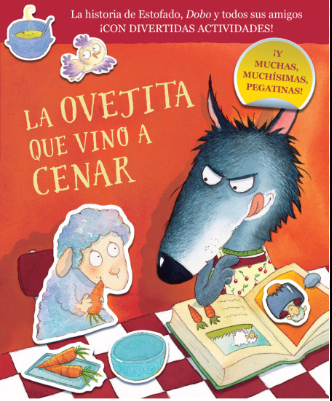 La historia de Estofado, Dobo y todos sus amigos
¡CON DIVERTIDAS ACTIVIDADES!
¡Y
MUCHAS,
MUCHÍSIMAS,
PEGATINAS!
LA OVEJITA
QUE VINO A
CENAR